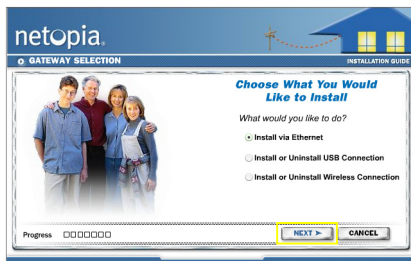 netopia.
GATEWAY SELECTION
INSTALLATION GUIDE
Choose What You Would
Like to Install
What would you like to do?
Install via Ethernet
Install or Uninstall USB Connection
Install or Uninstall Wireless Connection
Progress
NEXT
CANCEL